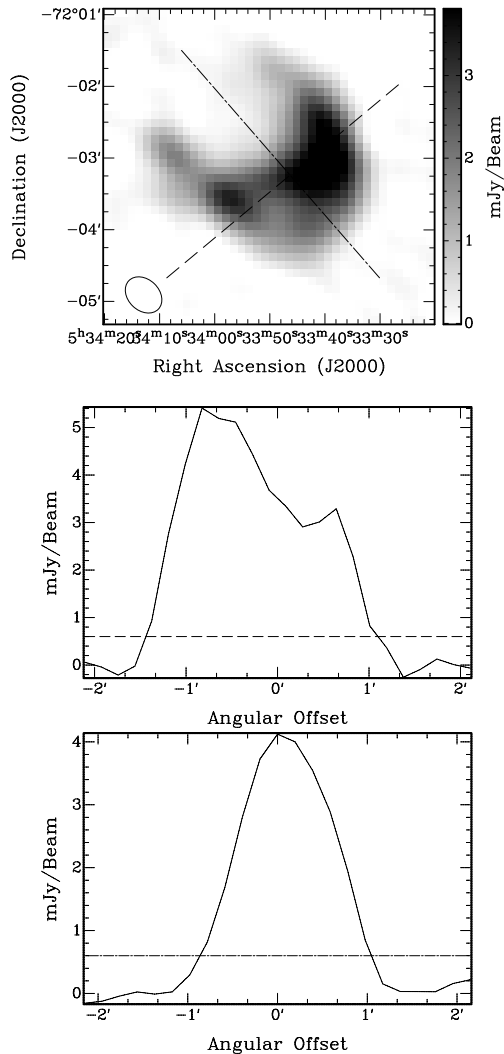 −72°01′
−02′
−03′
−04′
−05′
Declination (J2000)
3
2
1
0
mJy/Beam
5ʰ34ᵐ20ˢ34ᵐ10ˢ34ᵐ00ˢ33ᵐ50ˢ33ᵐ40ˢ33ᵐ30ˢ
Right Ascension (J2000)
5
4
3
2
1
0
mJy/Beam
−2′ −1′ 0′ 1′ 2′
Angular Offset
4
3
2
1
0
mJy/Beam
−2′ −1′ 0′ 1′ 2′
Angular Offset